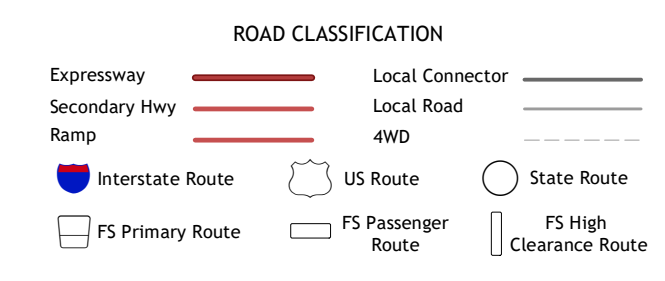 ROAD CLASSIFICATION
Expressway
Local Connector
Secondary Hwy
Local Road
Ramp
4WD
Interstate Route
US Route
State Route
FS Primary Route
FS Passenger
Route
FS High
Clearance Route